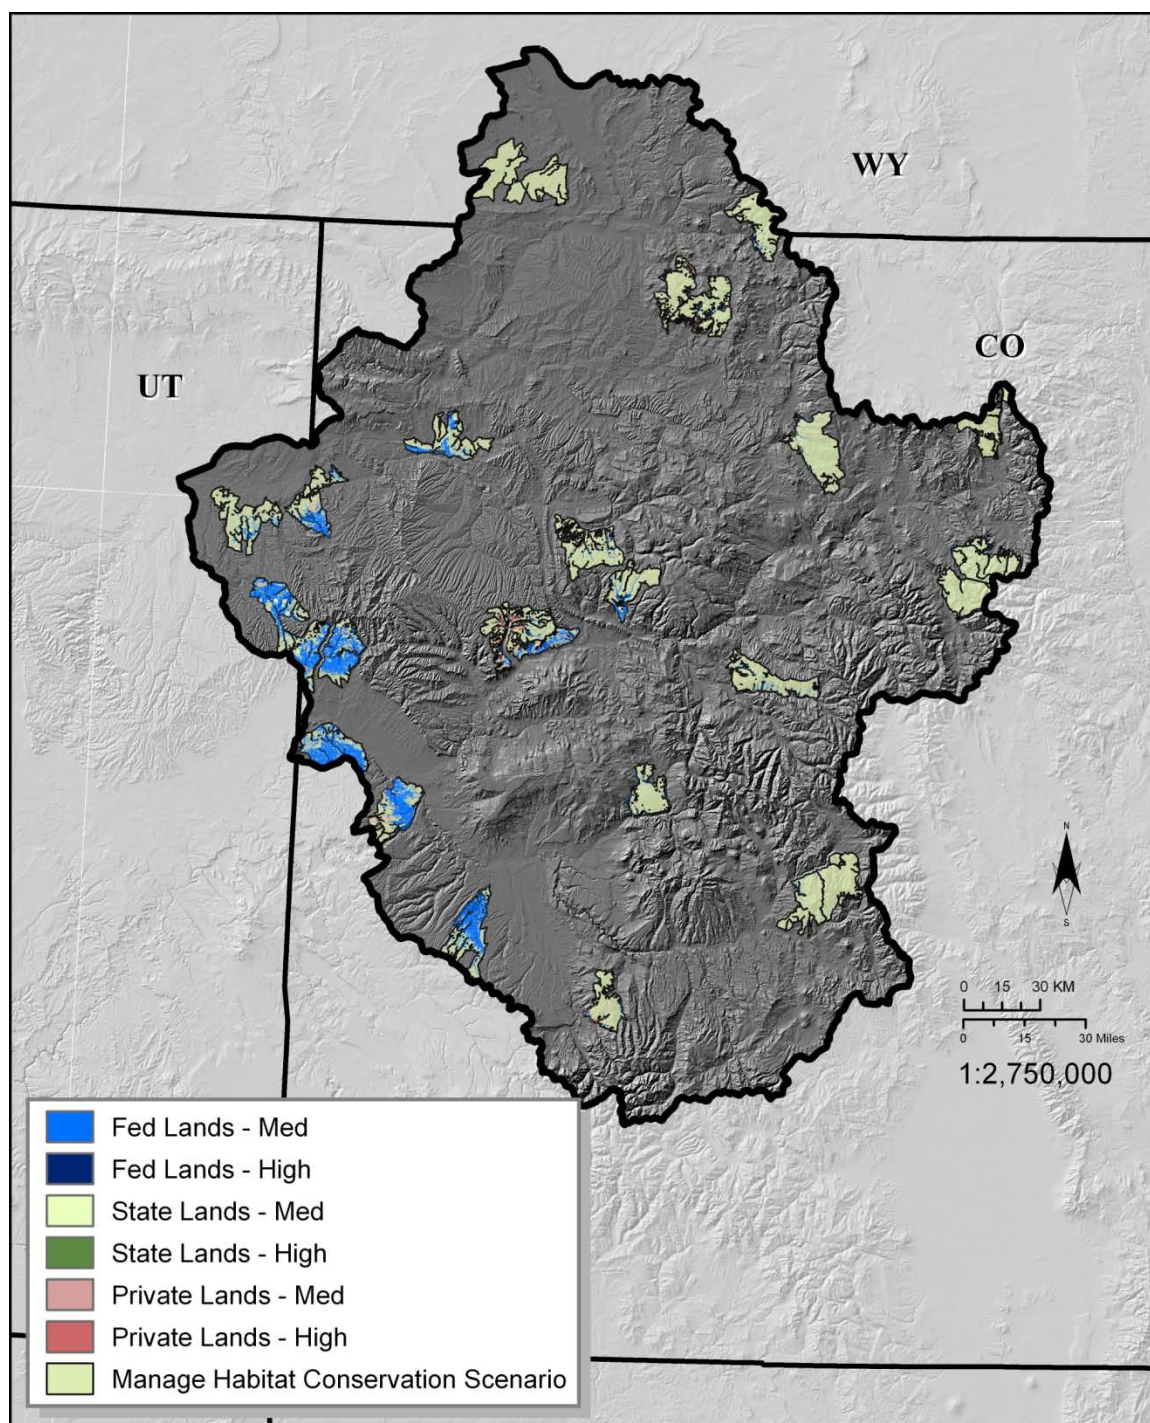 WY
CO
UT
N
S
0 15 30 KM
0 15 30 Miles
1:2,750,000
Fed Lands - Med
Fed Lands - High
State Lands - Med
State Lands - High
Private Lands - Med
Private Lands - High
Manage Habitat Conservation Scenario